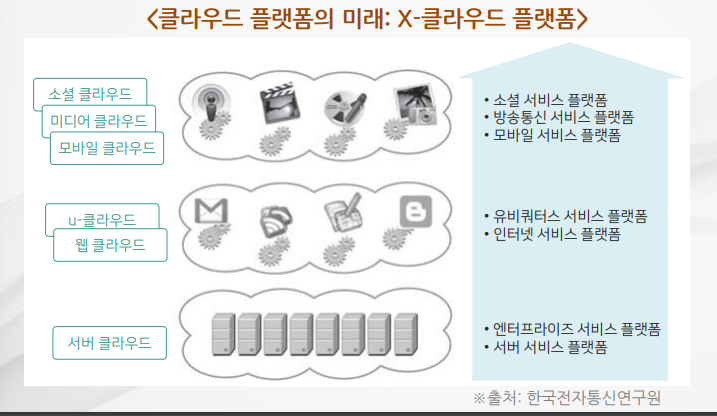 <클라우드 플랫폼의 미래: X-클라우드 플랫폼>
소셜 클라우드
미디어 클라우드
모바일 클라우드
• 소셜 서비스 플랫폼
• 방송통신 서비스 플랫폼
• 모바일 서비스 플랫폼
u-클라우드
웹 클라우드
• 유비쿼터스 서비스 플랫폼
• 인터넷 서비스 플랫폼
서버 클라우드
• 엔터프라이즈 서비스 플랫폼
• 서버 서비스 플랫폼
※출처: 한국전자통신연구원